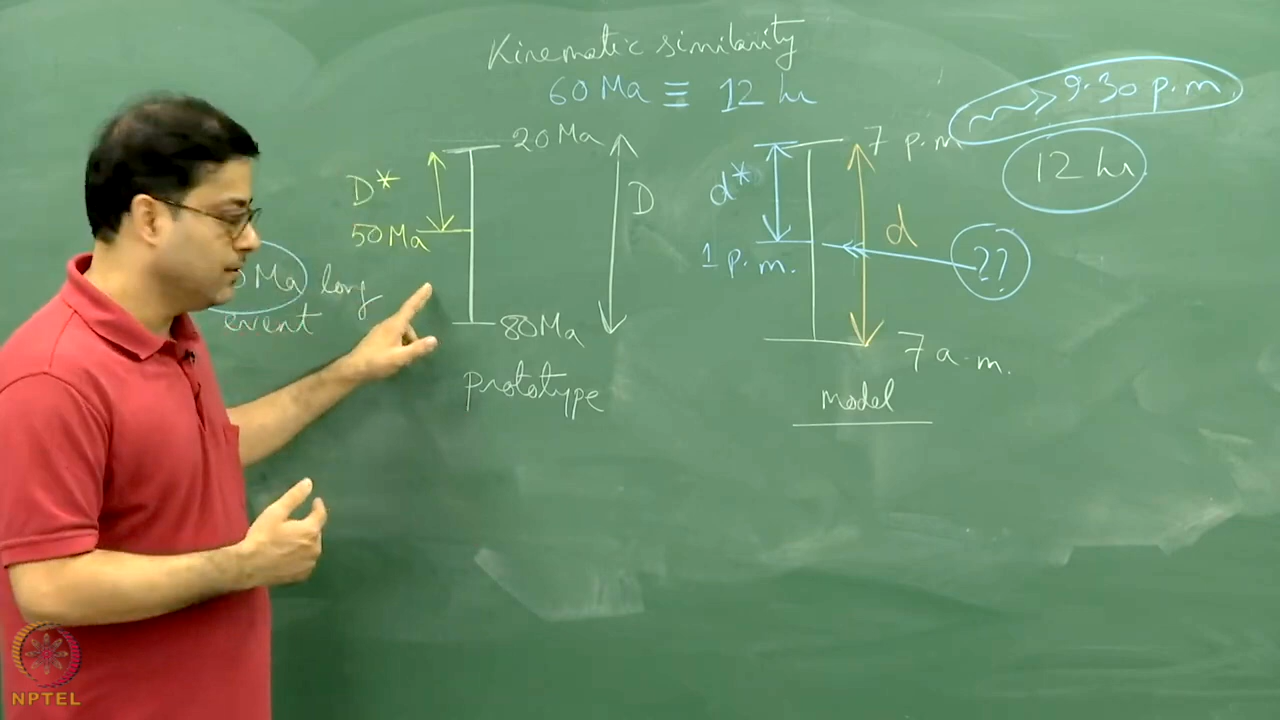 Kinematic similarity
60 Ma ≡ 12 hr
9.30 p.m.
20 Ma
7 p.m
12 hr
D*
D
d*
d
50 Ma
1 p.m.
??
Ma long
event
80 Ma
7 a.m.
Prototype
Model
NPTEL